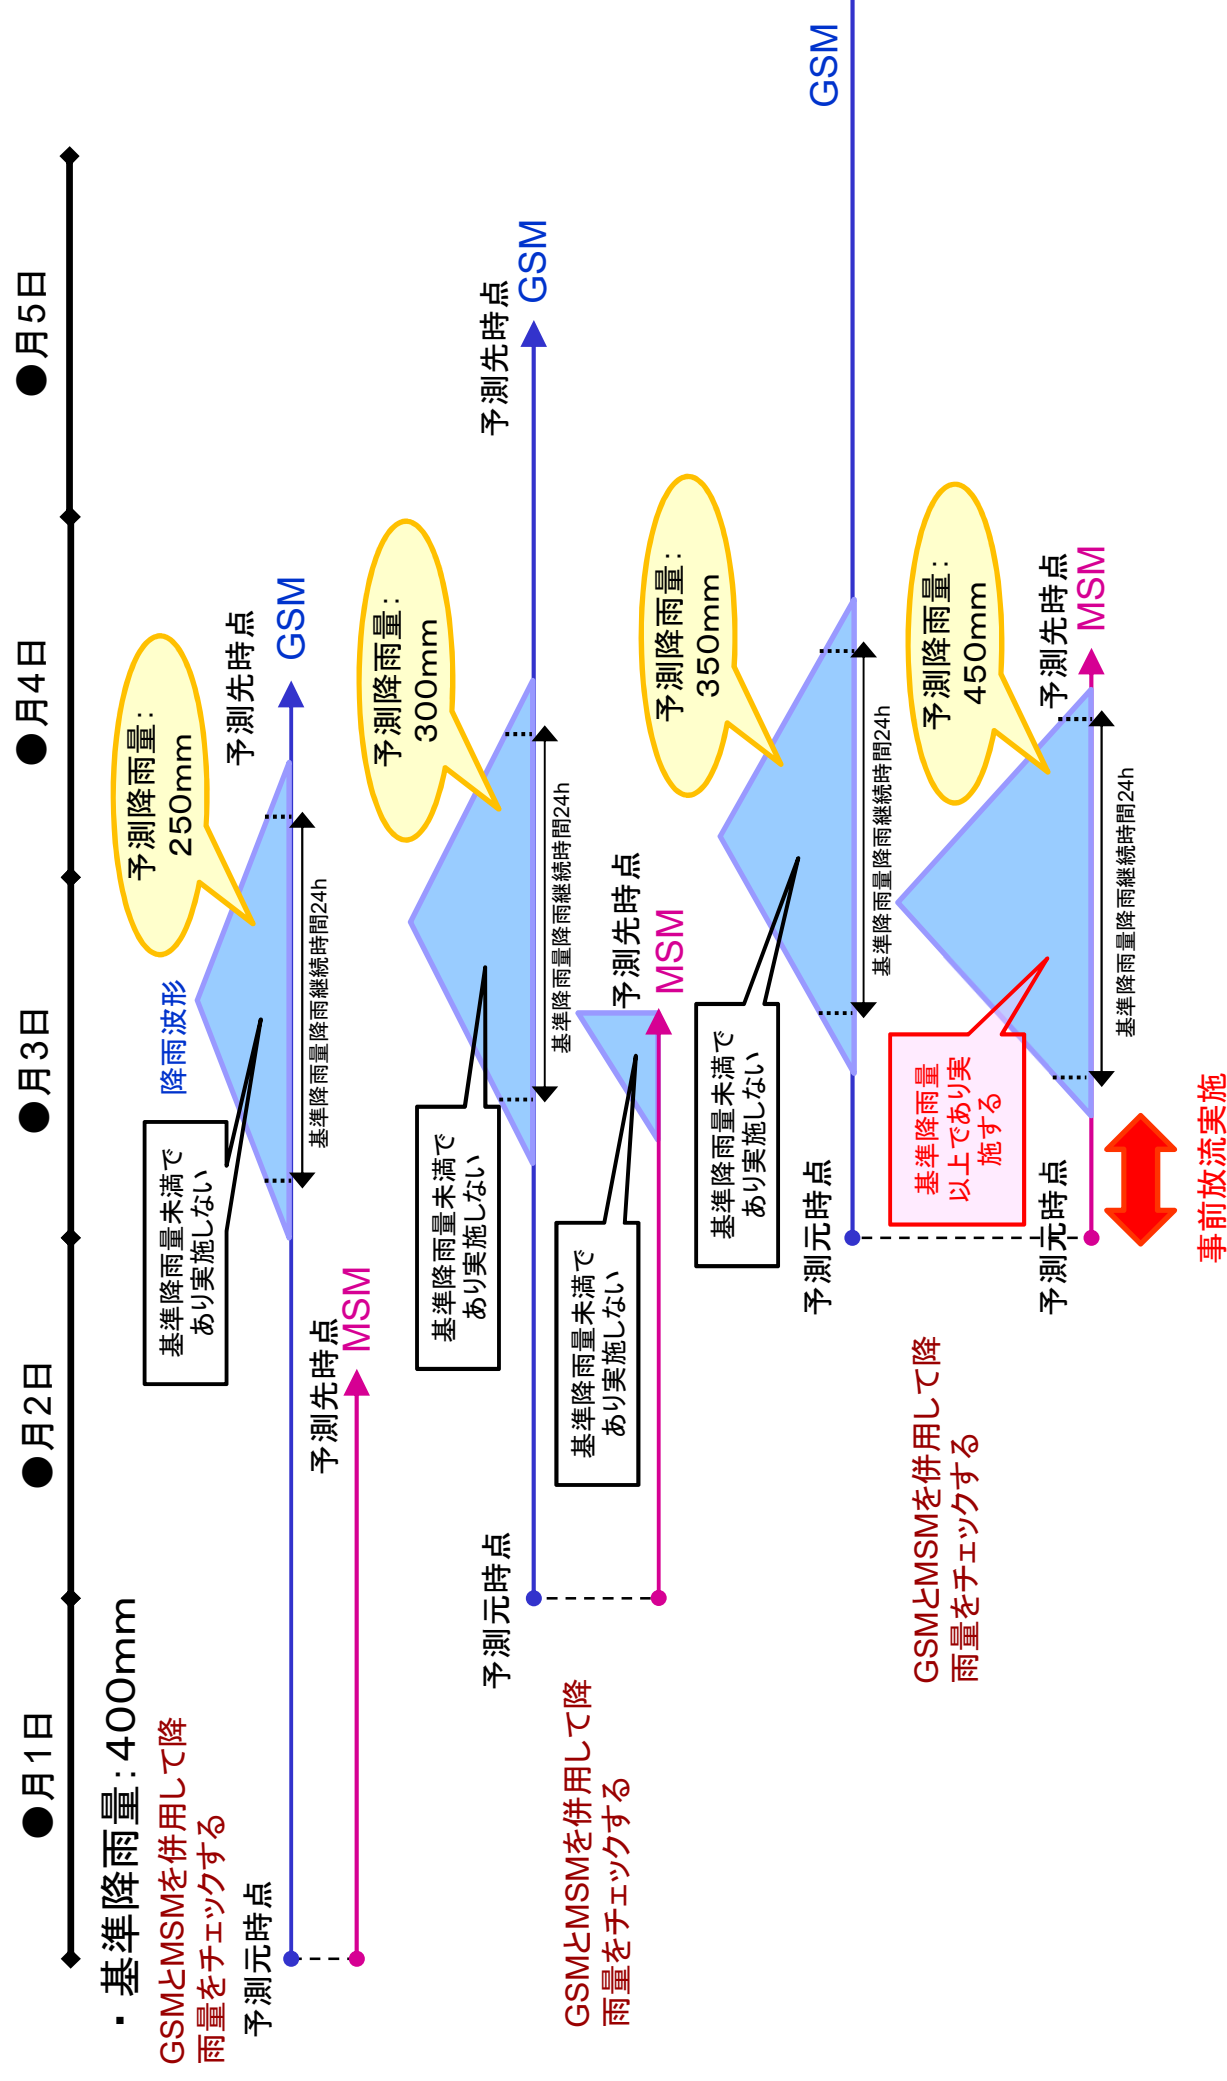 ●月1日
●月2日
●月3日
●月4日
●月5日
・基準降雨量:400mm
GSMとMSMを併用して降
雨量をチェックする
予測元時点
基準降雨量未満で
あり実施しない
降雨波形
予測降雨量:
250mm
基準降雨量降雨継続時間24h
予測先時点
GSM
予測先時点
MSM
GSMとMSMを併用して降
雨量をチェックする
予測元時点
基準降雨量未満で
あり実施しない
予測降雨量:
300mm
基準降雨量降雨継続時間24h
予測先時点
GSM
基準降雨量未満で
あり実施しない
予測先時点
MSM
GSMとMSMを併用して降
雨量をチェックする
予測元時点
基準降雨量未満で
あり実施しない
予測降雨量:
350mm
基準降雨量降雨継続時間24h
GSM
予測元時点
基準降雨量
以上であり実
施する
予測降雨量:
450mm
基準降雨量降雨継続時間24h
予測先時点
MSM
事前放流実施